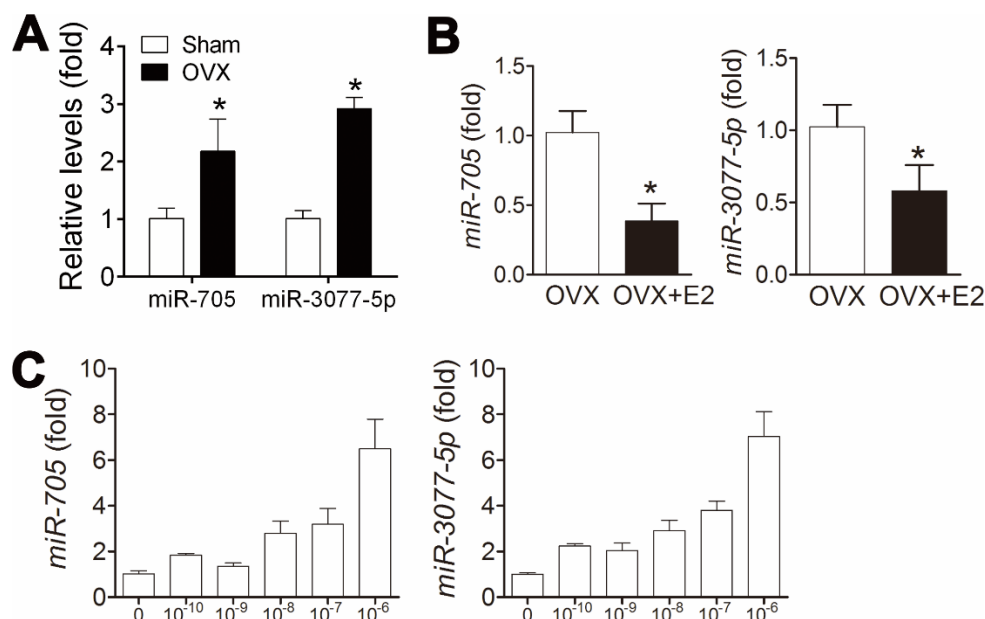 A
Relative levels (fold)
4
3
2
1
0
Sham
OVX
*
*
miR-705 miR-3077-5p
B
miR-705 (fold)
1.5
1.0
0.5
0.0
*
OVX OVX+E2
miR-3077-5p (fold)
1.5
1.0
0.5
0.0
*
OVX OVX+E2
C
miR-705 (fold)
10
8
6
4
2
0
0 10⁻¹⁰ 10⁻⁹ 10⁻⁸ 10⁻⁷ 10⁻⁶
miR-3077-5p (fold)
10
8
6
4
2
0
0 10⁻¹⁰ 10⁻⁹ 10⁻⁸ 10⁻⁷ 10⁻⁶